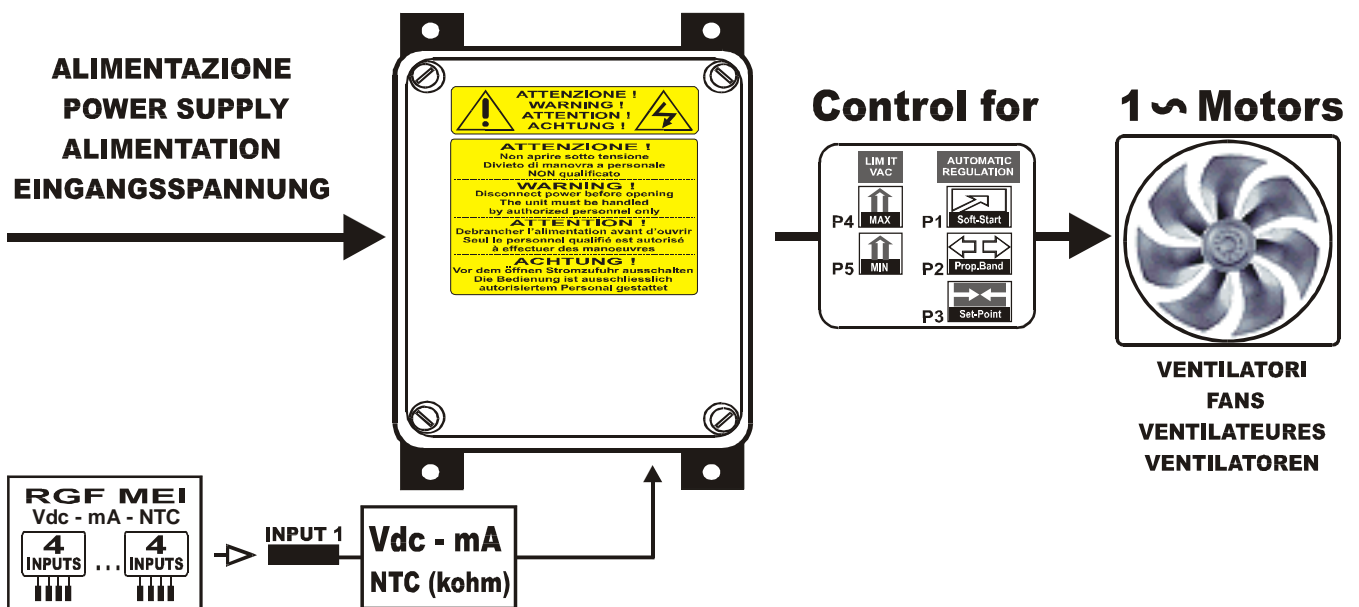 ALIMENTAZIONE
POWER SUPPLY
ALIMENTATION
EINGANGSSPANNUNG
ATTENZIONE !
WARNING !
ATTENTION !
ACHTUNG !
ATTENZIONE !
Non aprire sotto tensione
Divieto di manovra a personale
NON qualificato
WARNING !
Disconnect power before opening
The unit must be handled
by authorized personnel only
ATTENTION !
Debrancher l'alimentation avant d'ouvrir
Seul le personnel qualifié est autorisé
à effectuer des manoeuvres
ACHTUNG !
Vor dem öffnen Stromzufuhr ausschalten
Die Bedienung ist ausschliesslich
autorisiertem Personal gestattet
Control for
LIM IT
VAC
AUTOMATIC
REGULATION
P4 MAX
P1 Soft-Start
P5 MIN
P2 Prop.Band
P3 Set-Point
1 ~ Motors
VENTILATORI
FANS
VENTILATEURES
VENTILATOREN
RGF MEI
Vdc - mA - NTC
4
INPUTS
...
4
INPUTS
INPUT 1
Vdc - mA
NTC (kohm)